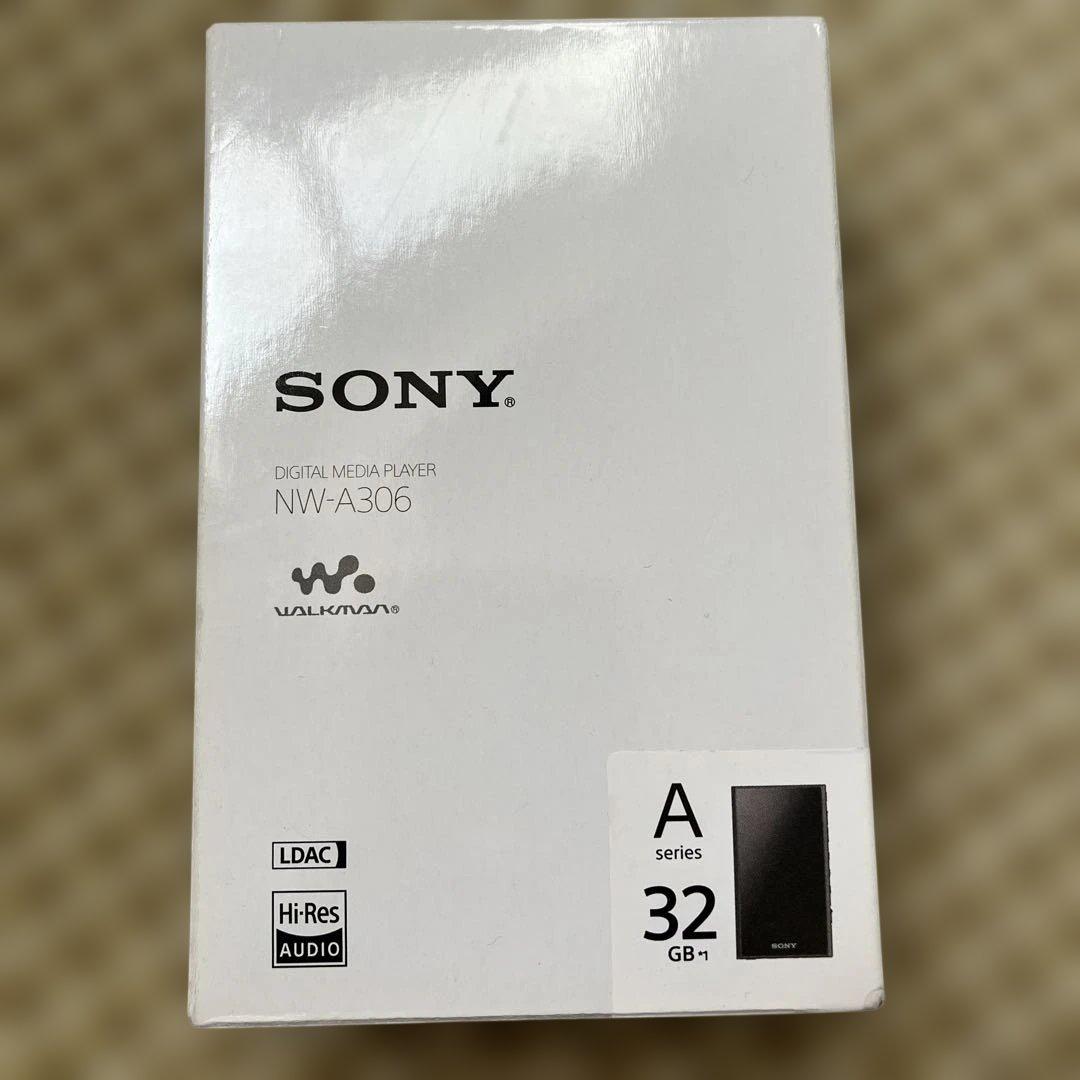 SONY®
DIGITAL MEDIA PLAYER
NW-A306
WALKMAN®
LDAC
Hi-Res
AUDIO
A
series
32
GB *1
SONY